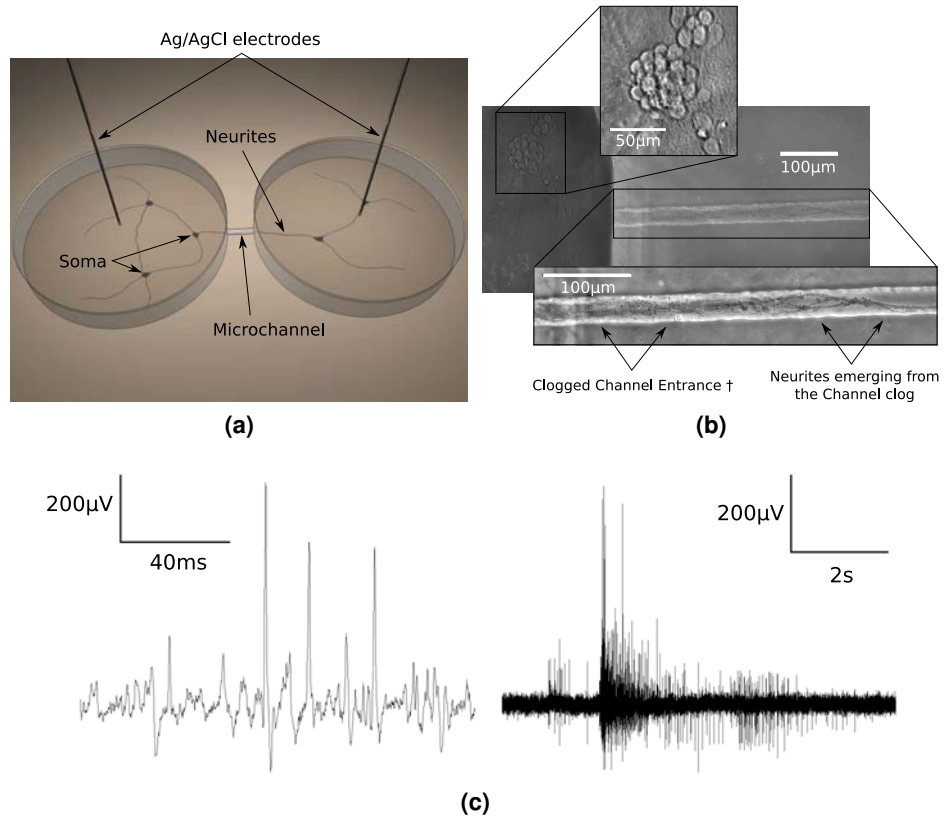 Ag/AgCl electrodes
Neurites
Soma
Microchannel
(a)
50µm
100µm
100µm
Clogged Channel Entrance †
Neurites emerging from
the Channel clog
(b)
200µV
40ms
200µV
2s
(c)